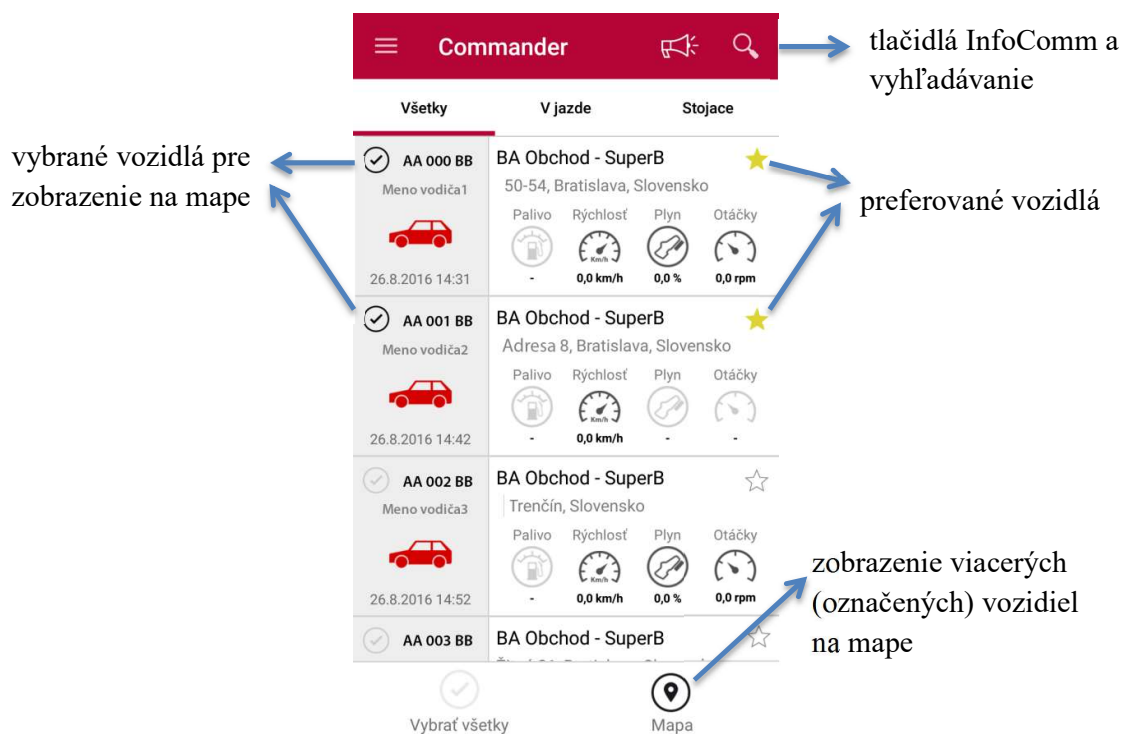 Commander
tlačidlá InfoComm a
vyhľadávanie
Všetky V jazde Stojace
vybrané vozidlá pre
zobrazenie na mape
AA 000 BB
Meno vodiča1
26.8.2016 14:31
BA Obchod - SuperB
50-54, Bratislava, Slovensko
Palivo Rýchlosť Plyn Otáčky
Km/h
- 0,0 km/h 0,0 % 0,0 rpm
preferované vozidlá
AA 001 BB
Meno vodiča2
26.8.2016 14:42
BA Obchod - SuperB
Adresa 8, Bratislava, Slovensko
Palivo Rýchlosť Plyn Otáčky
Km/h
- 0,0 km/h - -
AA 002 BB
Meno vodiča3
26.8.2016 14:52
BA Obchod - SuperB
Trenčín, Slovensko
Palivo Rýchlosť Plyn Otáčky
Km/h
- 0,0 km/h 0,0 % 0,0 rpm
zobrazenie viacerých
(označených) vozidiel
na mape
AA 003 BB
BA Obchod - SuperB
Vybrať všetky
Mapa